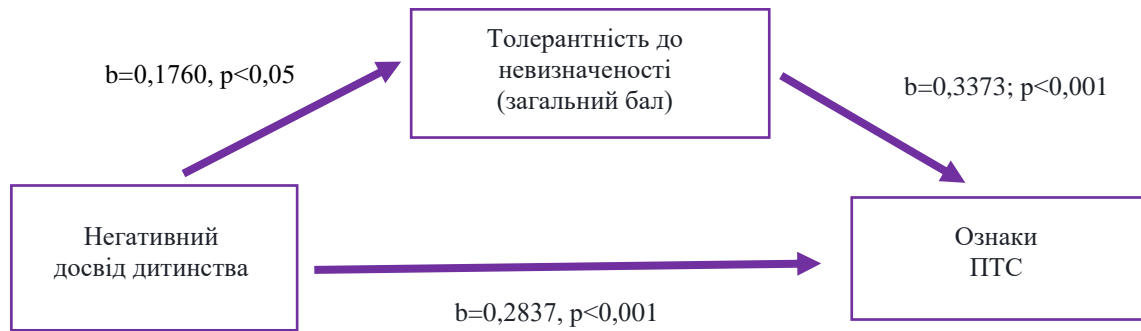 Толерантність до
невизначеності
(загальний бал)
b=0,1760, p<0,05
b=0,3373; p<0,001
Негативний
досвід дитинства
Ознаки
ПТС
b=0,2837, p<0,001